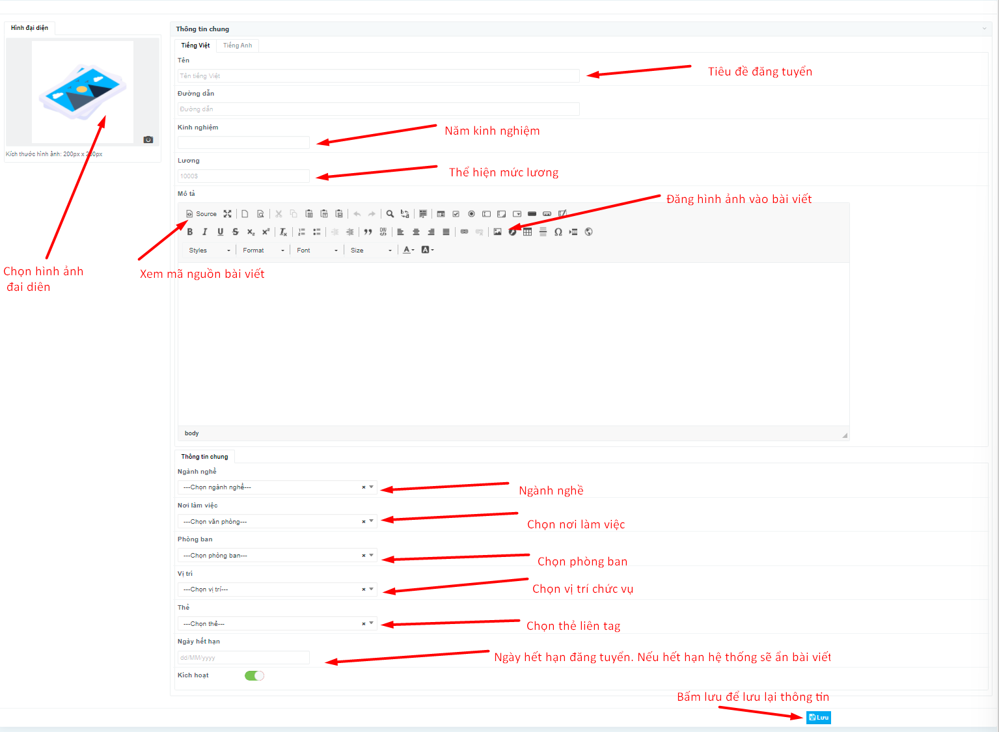 Hình đại diện
Kích thước hình ảnh: 200px x 200px
Chọn hình ảnh
đai diên
Thông tin chung
Tiếng Việt
Tiếng Anh
Tên
Tên tiếng Việt
Tiêu đề đăng tuyển
Đường dẫn
Đường dẫn
Kinh nghiệm
Năm kinh nghiệm
Lương
1000$
Thể hiện mức lương
Mô tả
Đăng hình ảnh vào bài viết
Source
Styles Format Font Size
Xem mã nguồn bài viết
body
Thông tin chung
Ngành nghề
---Chọn ngành nghề---
Ngành nghề
Nơi làm việc
---Chọn văn phòng---
Chọn nơi làm việc
Phòng ban
---Chọn phòng ban---
Chọn phòng ban
Vị trí
---Chọn vị trí---
Chọn vị trí chức vụ
Thẻ
---Chọn thẻ---
Chọn thẻ liên tag
Ngày hết hạn
dd/MM/yyyy
Ngày hết hạn đăng tuyển. Nếu hết hạn hệ thống sẽ ẩn bài viết
Kích hoạt
Bấm lưu để lưu lại thông tin
Lưu